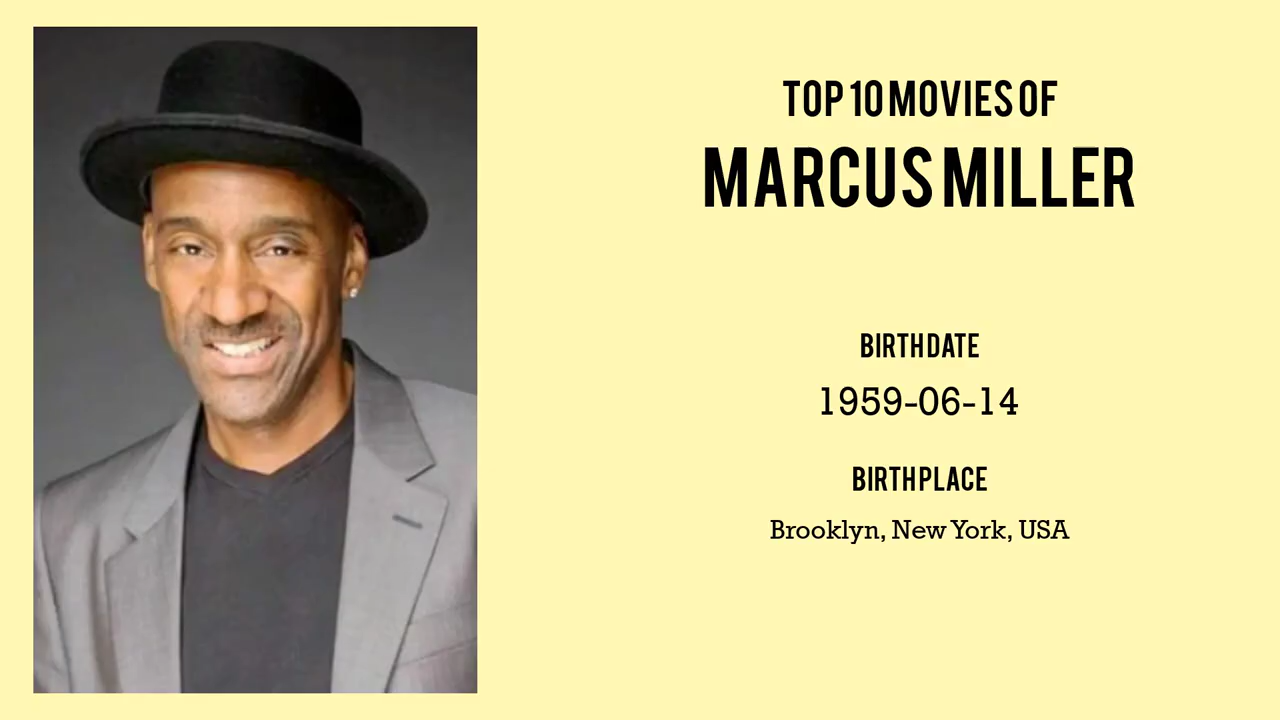 TOP 10 MOVIES OF
MARCUS MILLER
BIRTHDATE
1959-06-14
BIRTHPLACE
Brooklyn, New York, USA